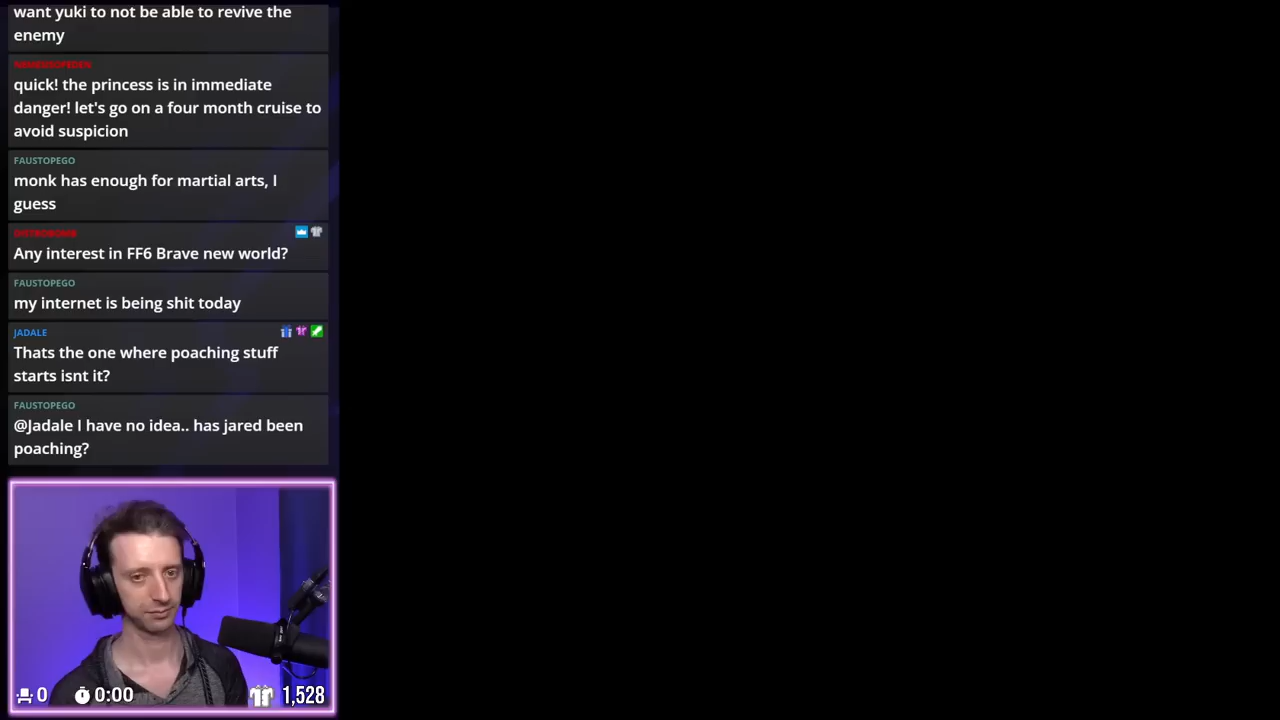 want yuki to not be able to revive the
enemy
quick! the princess is in immediate
danger! let's go on a four month cruise to
avoid suspicion
FAUSTOPEGO
monk has enough for martial arts, I
guess
Any interest in FF6 Brave new world?
FAUSTOPEGO
my internet is being shit today
JADALE
Thats the one where poaching stuff
starts isnt it?
FAUSTOPEGO
@Jadale I have no idea.. has jared been
poaching?
0 0:00 1,528